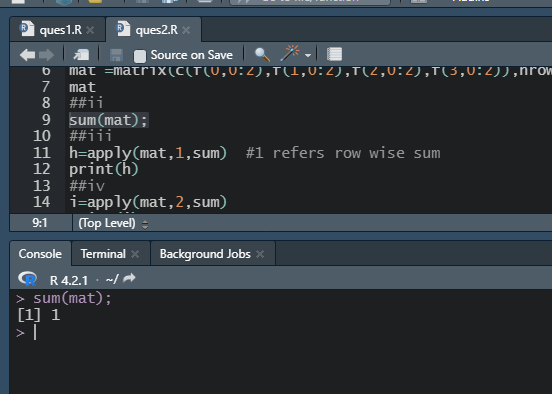 ques1.R ques2.R
Source on Save
6 mat =matrix(c(f(0,0:2),f(1,0:2),f(2,0:2),f(3,0:2)),nrow
7 mat
8 ##ii
9 sum(mat);
10 ##iii
11 h=apply(mat,1,sum) #1 refers row wise sum
12 print(h)
13 ##iv
14 i=apply(mat,2,sum)
9:1 (Top Level)
Console Terminal Background Jobs
R 4.2.1 · ~/
> sum(mat);
[1] 1
>